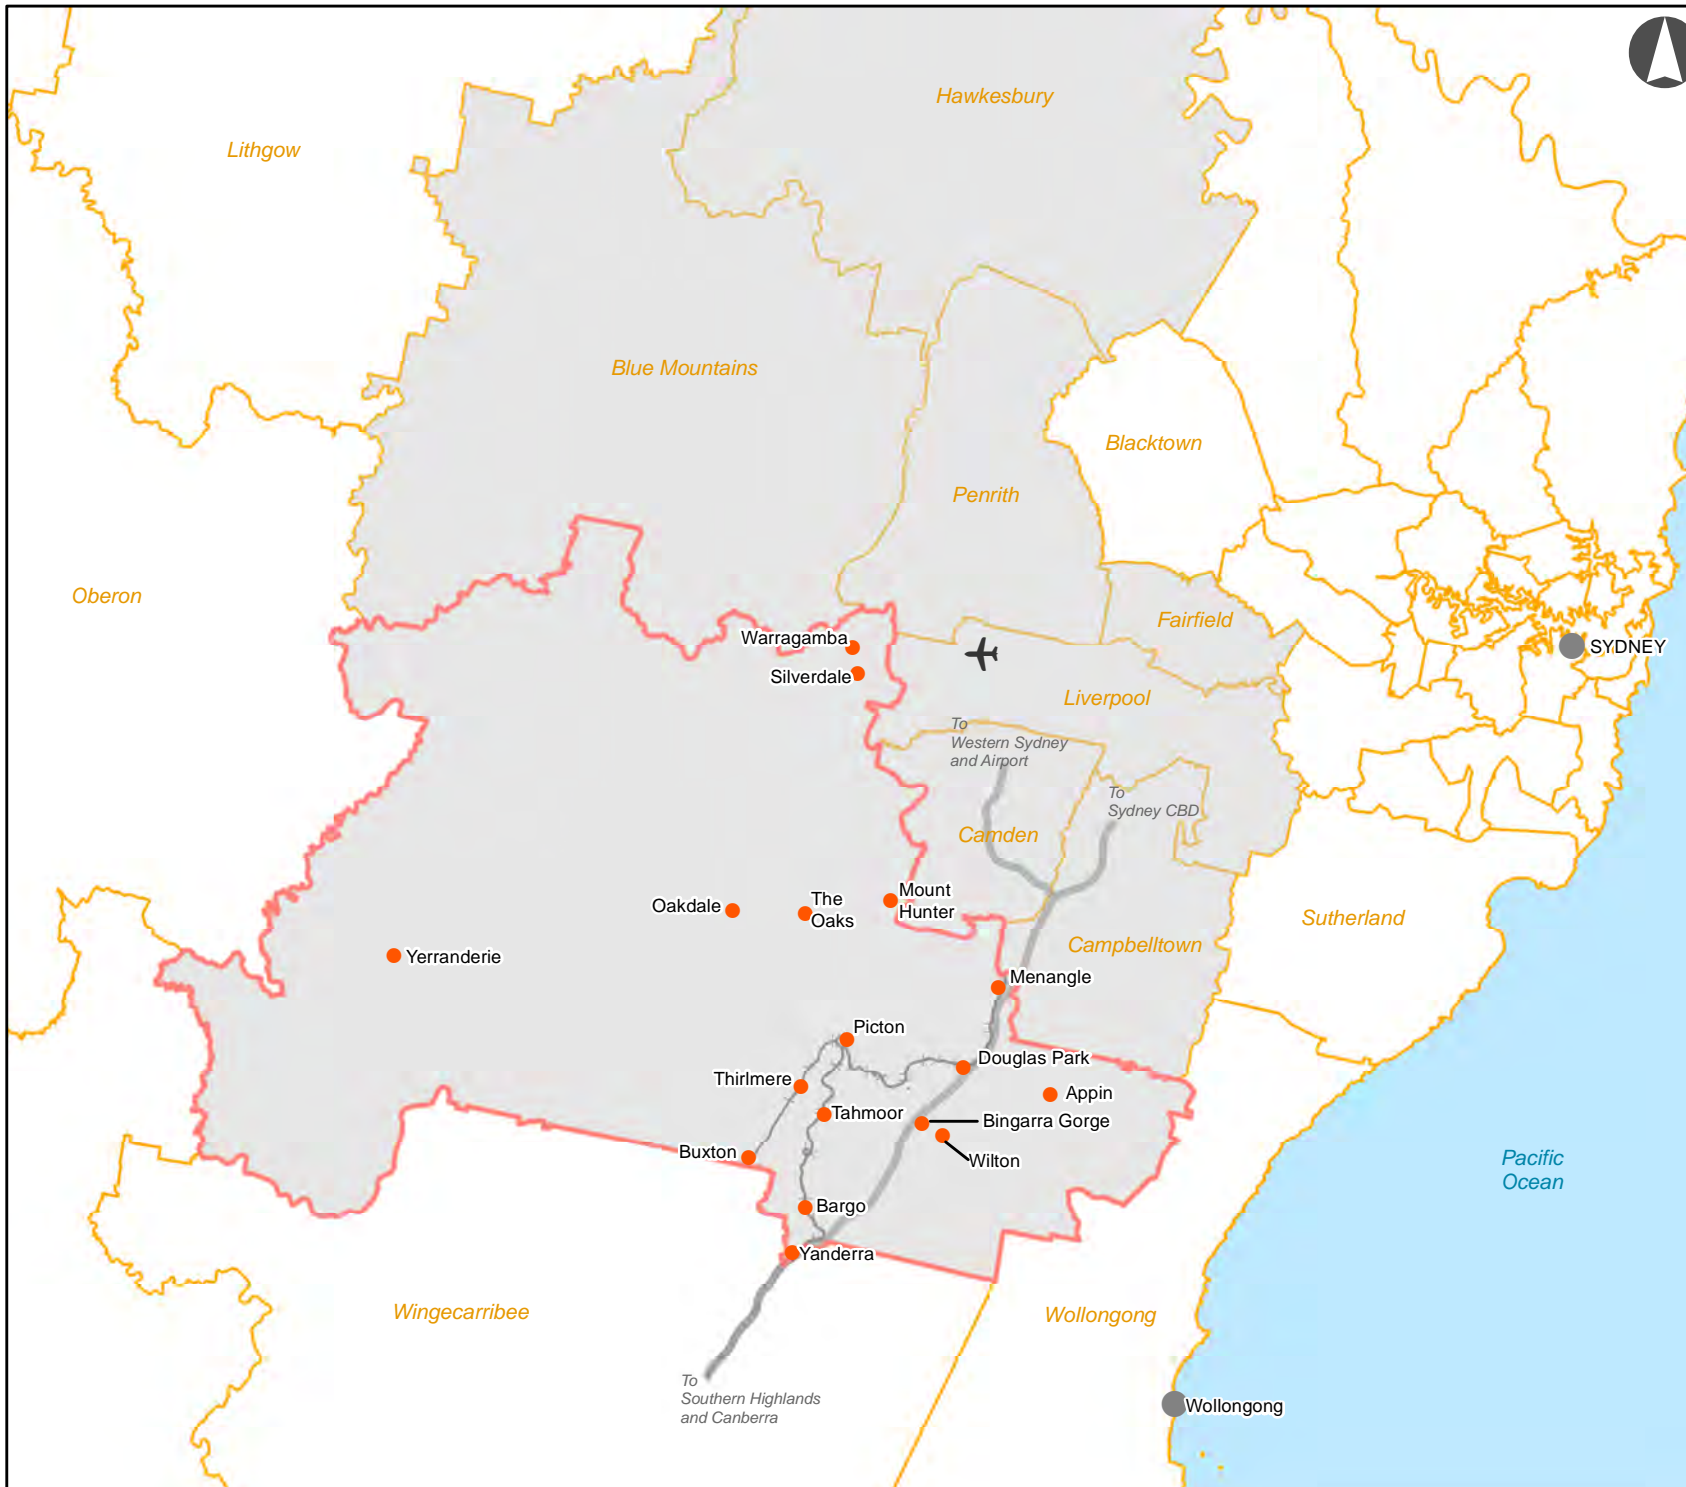 Hawkesbury
Lithgow
Blue Mountains
Blacktown
Penrith
Oberon
Fairfield
Warragamba
SYDNEY
Silverdale
Liverpool
To
Western Sydney
and Airport
To
Sydney CBD
Camden
Oakdale
The
Oaks
Mount
Hunter
Sutherland
Campbelltown
Yerranderie
Menangle
Picton
Douglas Park
Thirlmere
Appin
Tahmoor
Bingarra Gorge
Buxton
Wilton
Pacific
Ocean
Bargo
Yanderra
Wingecarribee
Wollongong
To
Southern Highlands
and Canberra
Wollongong